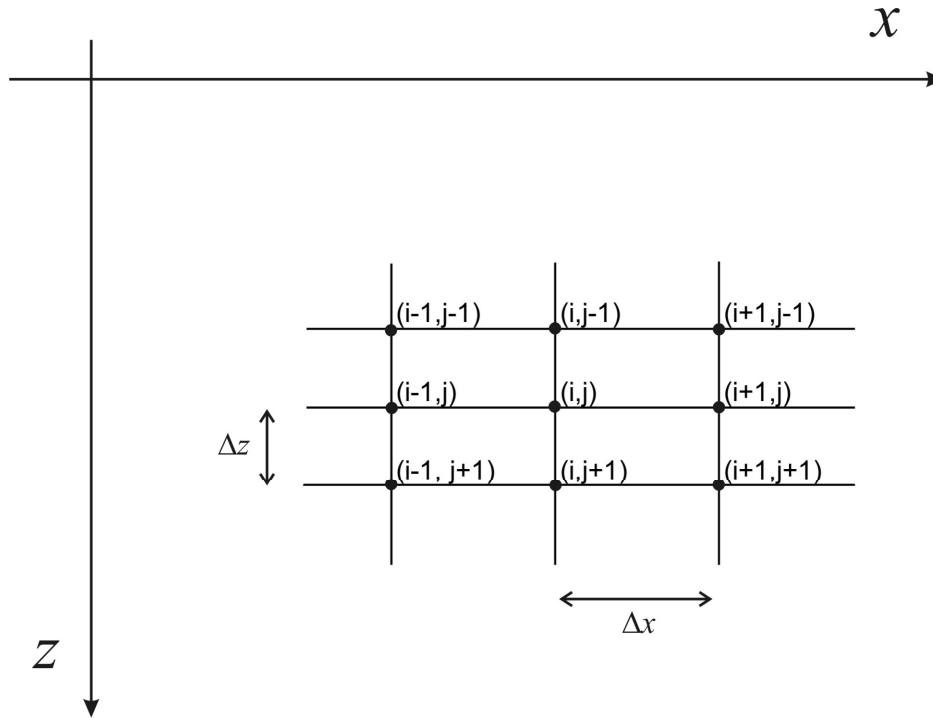 x
(i-1,j-1) (i,j-1) (i+1,j-1)
(i-1,j) (i,j) (i+1,j)
Δz
(i-1, j+1) (i,j+1) (i+1,j+1)
Δx
z